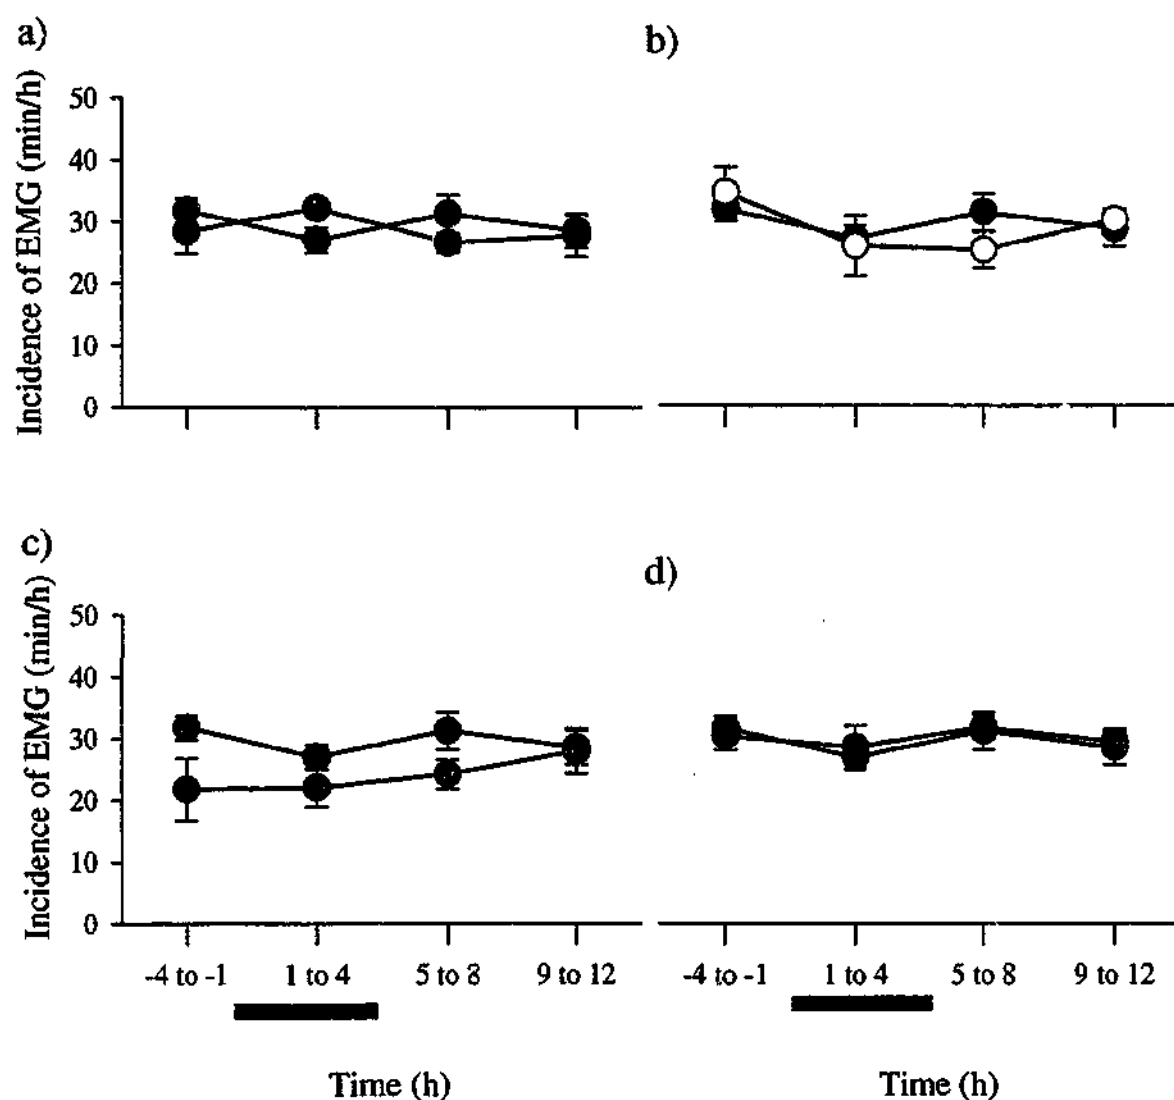 a)
b)
Incidence of EMG (min/h)
50
40
30
20
10
0
c)
d)
Incidence of EMG (min/h)
50
40
30
20
10
0
-4 to -1 1 to 4 5 to 8 9 to 12
-4 to -1 1 to 4 5 to 8 9 to 12
Time (h)
Time (h)